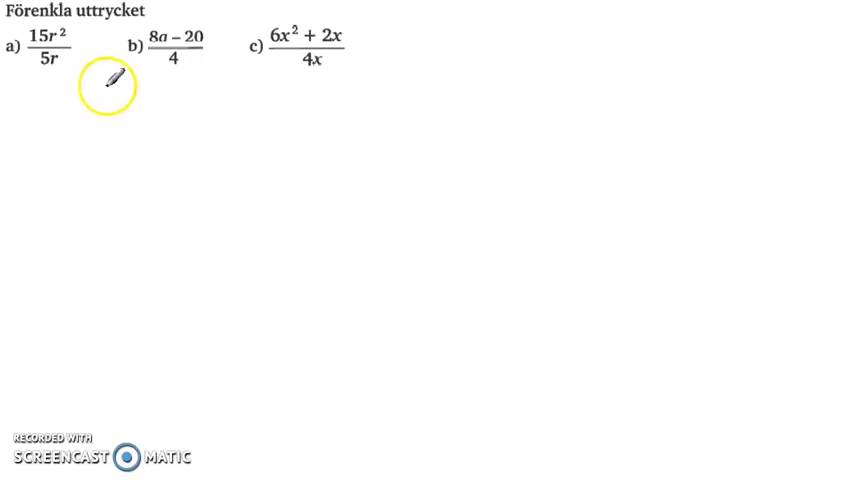 Förenkla uttrycket
a) 15r²/5r b) 8a – 20/4 c) 6x² + 2x/4x
RECORDED WITH
SCREENCAST MATIC